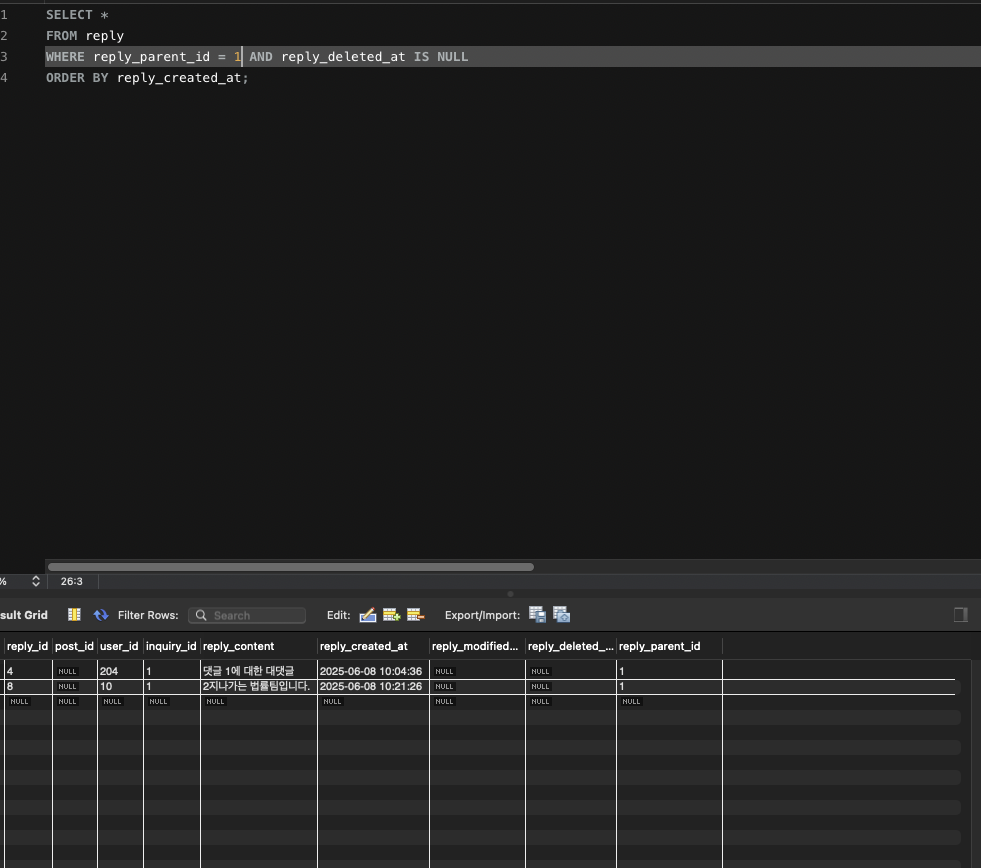 1 SELECT *
2 FROM reply
3 WHERE reply_parent_id = 1 AND reply_deleted_at IS NULL
4 ORDER BY reply_created_at;
% 26:3
sult Grid Filter Rows: Search Edit: Export/Import:
reply_id post_id user_id inquiry_id reply_content reply_created_at reply_modified... reply_deleted_... reply_parent_id
4 NULL 204 1 댓글 1에 대한 대댓글 2025-06-08 10:04:36 NULL NULL 1
8 NULL 10 1 2지나가는 법률팀입니다. 2025-06-08 10:21:26 NULL NULL 1
NULL NULL NULL NULL NULL NULL NULL NULL NULL